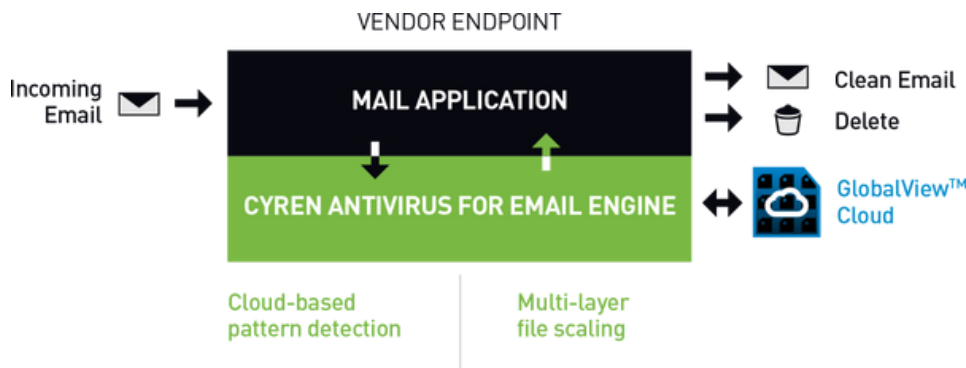 VENDOR ENDPOINT
Incoming
Email
MAIL APPLICATION
Clean Email
Delete
CYREN ANTIVIRUS FOR EMAIL ENGINE
GlobalView™
Cloud
Cloud-based
pattern detection
Multi-layer
file scaling